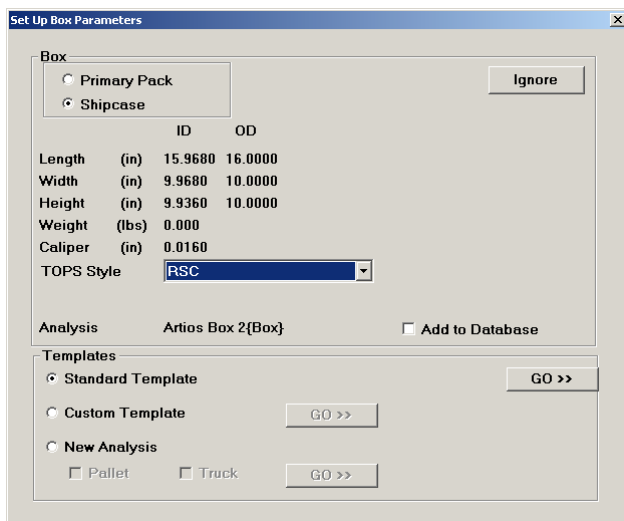 Set Up Box Parameters
Box
Primary Pack
Ignore
Shipcase
ID OD
Length (in) 15.9680 16.0000
Width (in) 9.9680 10.0000
Height (in) 9.9360 10.0000
Weight (lbs) 0.000
Caliper (in) 0.0160
TOPS Style RSC
Analysis Artios Box 2{Box} Add to Database
Templates
Standard Template GO >>
Custom Template GO >>
New Analysis
Pallet Truck GO >>